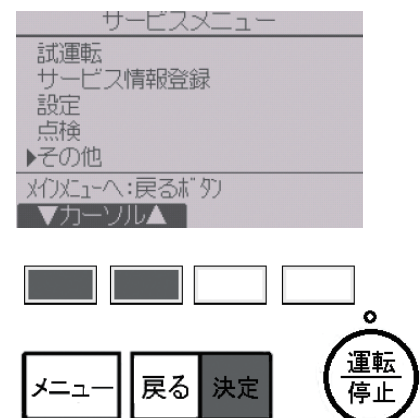 サービスメニュー
試運転
サービス情報登録
設定
点検
▶その他
ﾒｲﾝﾒﾆｭｰへ:戻るﾎﾞﾀﾝ
▼カーソル▲
メニュー 戻る 決定
運転
停止